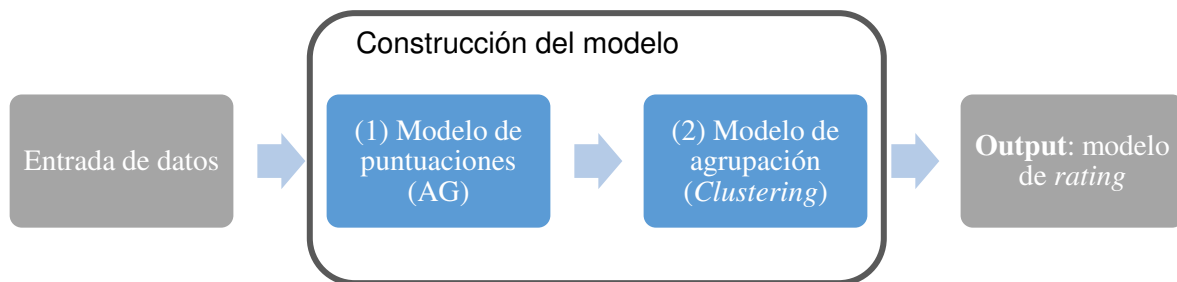 Construcción del modelo
Entrada de datos
(1) Modelo de
puntuaciones
(AG)
(2) Modelo de
agrupación
(Clustering)
Output: modelo
de rating